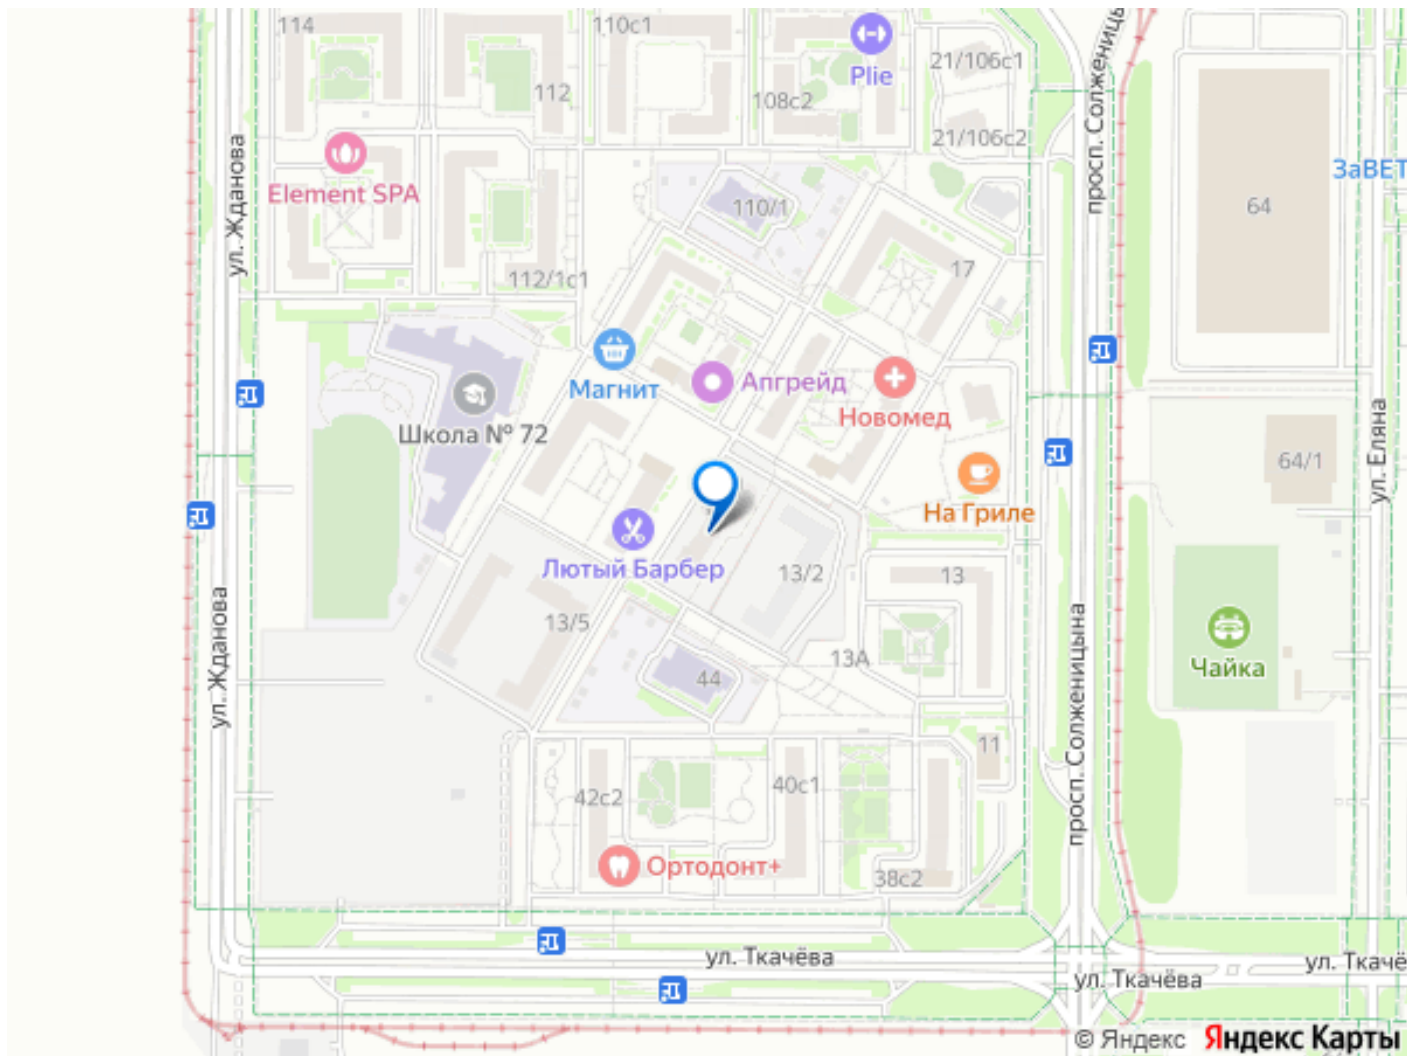 114
110с1
Plie
112
108с2
21/106с1
21/106с2
просп. Солженицы
ул. Жданова
Element SPA
110/1
64
ЗаВЕТ
112/1с1
17
Магнит
Апгрейд
Новомед
Школа № 72
64/1
ул. Еляна
На Гриле
Лютый Барбер
13/2
13
13/5
13А
ул. Жданова
44
Чайка
просп. Солженицына
11
42с2
40с1
Ортодонт+
38с2
ул. Ткачёва
ул. Ткачёва
ул. Ткачё
© Яндекс Яндекс Карты